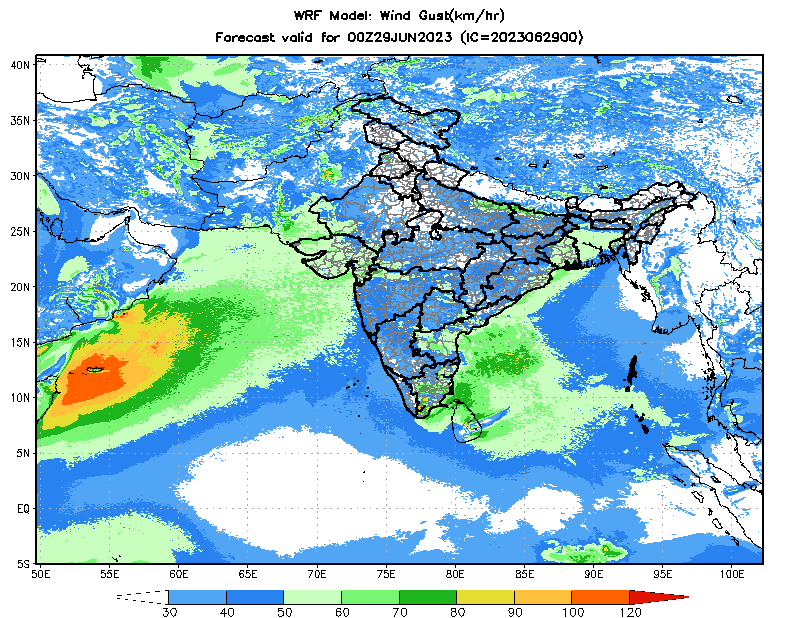 WRF Model: Wind Gust(km/hr)
Forecast valid for 00Z29JUN2023 (IC=2023062900)
40N
35N
30N
25N
20N
15N
10N
5N
EQ
5S
50E 55E 60E 65E 70E 75E 80E 85E 90E 95E 100E
30 40 50 60 70 80 90 100 120